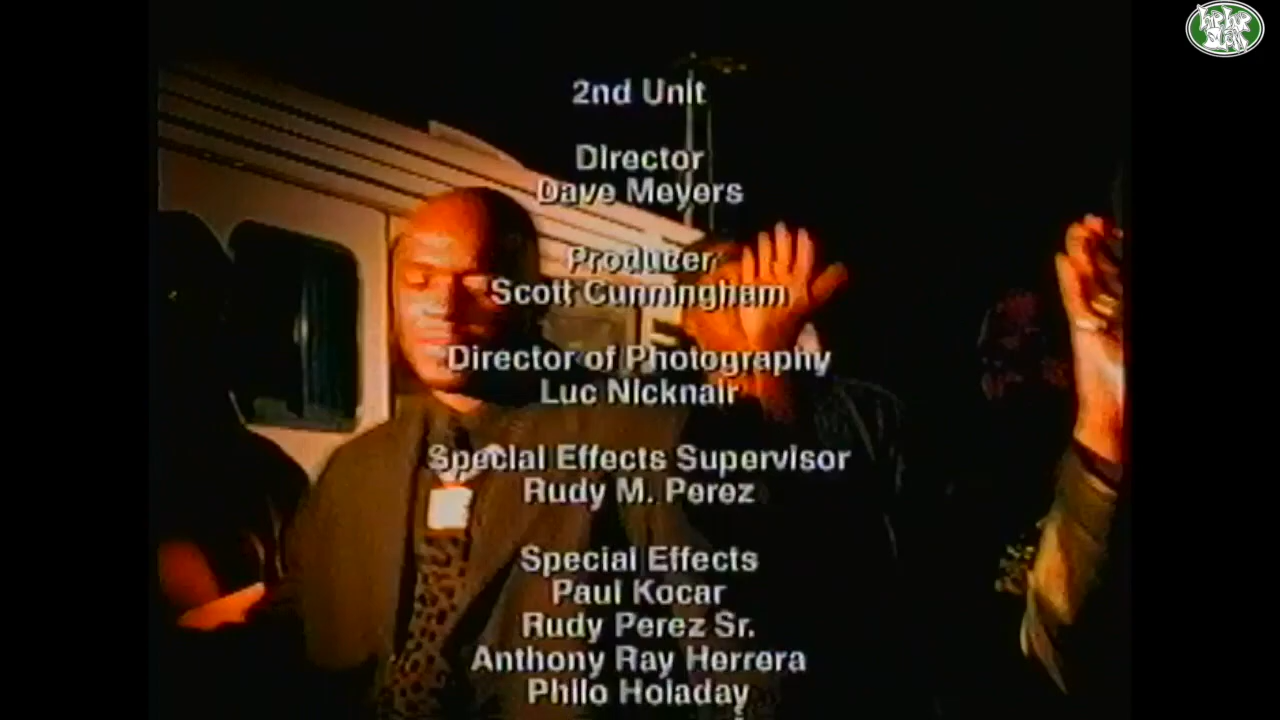 2nd Unit
Director
Dave Meyers
Producer
Scott Cunningham
Director of Photography
Luc Nicknair
Special Effects Supervisor
Rudy M. Perez
Special Effects
Paul Kocar
Rudy Perez Sr.
Anthony Ray Herrera
Philo Holaday